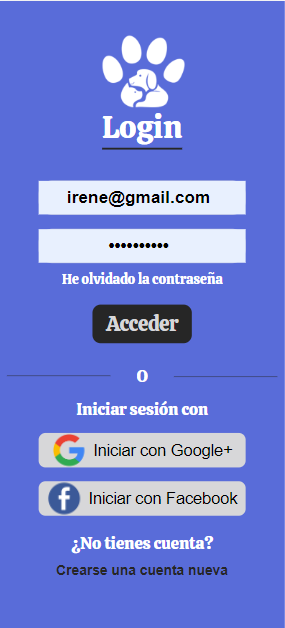 Login
irene@gmail.com
••••••••••
He olvidado la contraseña
Acceder
O
Iniciar sesión con
Iniciar con Google+
Iniciar con Facebook
¿No tienes cuenta?
Crearse una cuenta nueva